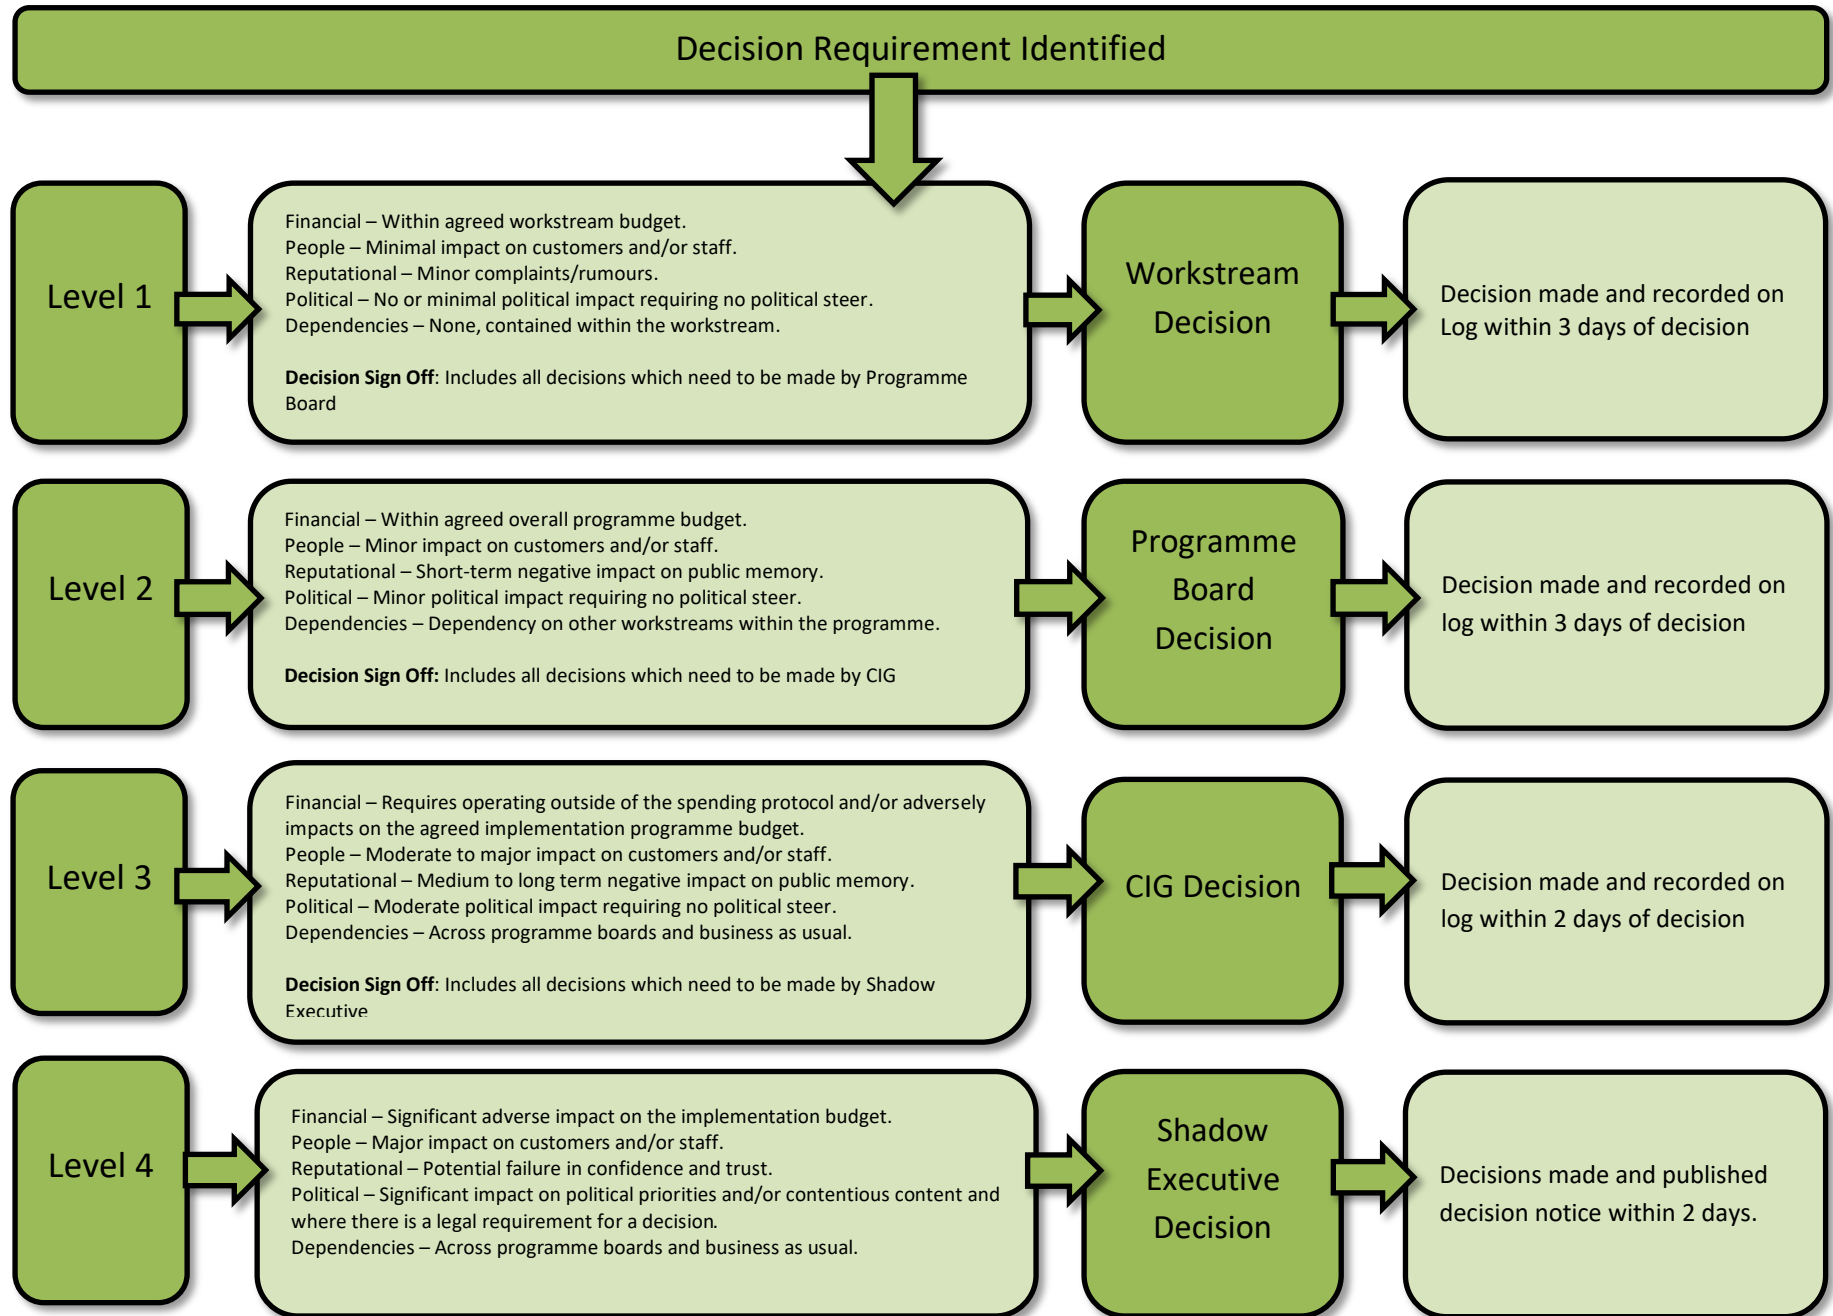 Decision Requirement Identified
Level 1
Financial – Within agreed workstream budget.
People – Minimal impact on customers and/or staff.
Reputational – Minor complaints/rumours.
Political – No or minimal political impact requiring no political steer.
Dependencies – None, contained within the workstream.
Decision Sign Off: Includes all decisions which need to be made by Programme
Board
Workstream
Decision
Decision made and recorded on
Log within 3 days of decision
Level 2
Financial – Within agreed overall programme budget.
People – Minor impact on customers and/or staff.
Reputational – Short-term negative impact on public memory.
Political – Minor political impact requiring no political steer.
Dependencies – Dependency on other workstreams within the programme.
Decision Sign Off: Includes all decisions which need to be made by CIG
Programme
Board
Decision
Decision made and recorded on
log within 3 days of decision
Level 3
Financial – Requires operating outside of the spending protocol and/or adversely
impacts on the agreed implementation programme budget.
People – Moderate to major impact on customers and/or staff.
Reputational – Medium to long term negative impact on public memory.
Political – Moderate political impact requiring no political steer.
Dependencies – Across programme boards and business as usual.
Decision Sign Off: Includes all decisions which need to be made by Shadow
Executive
CIG Decision
Decision made and recorded on
log within 2 days of decision
Level 4
Financial – Significant adverse impact on the implementation budget.
People – Major impact on customers and/or staff.
Reputational – Potential failure in confidence and trust.
Political – Significant impact on political priorities and/or contentious content and
where there is a legal requirement for a decision.
Dependencies – Across programme boards and business as usual.
Shadow
Executive
Decision
Decisions made and published
decision notice within 2 days.